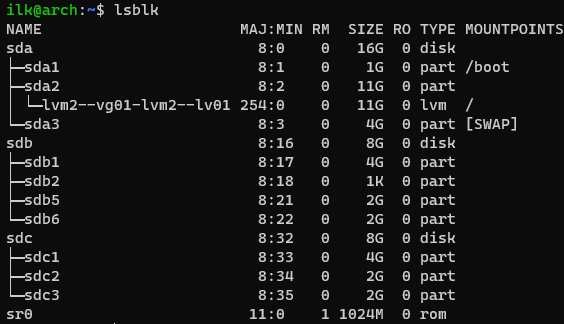 ilk@arch:~$ lsblk
NAME                        MAJ:MIN RM  SIZE RO TYPE MOUNTPOINTS
sda                           8:0    0   16G  0 disk
├─sda1                        8:1    0    1G  0 part /boot
├─sda2                        8:2    0   11G  0 part
│ └─lvm2--vg01-lvm2--lv01 254:0    0   11G  0 lvm  /
└─sda3                        8:3    0    4G  0 part [SWAP]
sdb                           8:16   0    8G  0 disk
├─sdb1                        8:17   0    4G  0 part
├─sdb2                        8:18   0    1K  0 part
├─sdb5                        8:21   0    2G  0 part
└─sdb6                        8:22   0    2G  0 part
sdc                           8:32   0    8G  0 disk
├─sdc1                        8:33   0    4G  0 part
├─sdc2                        8:34   0    2G  0 part
└─sdc3                        8:35   0    2G  0 part
sr0                          11:0    1 1024M  0 rom